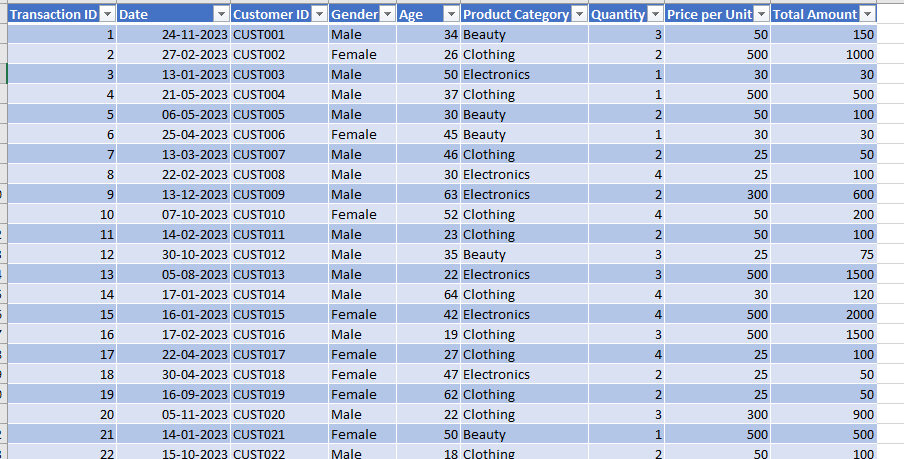 Transaction ID Date Customer ID Gender Age Product Category Quantity Price per Unit Total Amount
1 24-11-2023 CUST001 Male 34 Beauty 3 50 150
2 27-02-2023 CUST002 Female 26 Clothing 2 500 1000
3 13-01-2023 CUST003 Male 50 Electronics 1 30 30
4 21-05-2023 CUST004 Male 37 Clothing 1 500 500
5 06-05-2023 CUST005 Male 30 Beauty 2 50 100
6 25-04-2023 CUST006 Female 45 Beauty 1 30 30
7 13-03-2023 CUST007 Male 46 Clothing 2 25 50
8 22-02-2023 CUST008 Male 30 Electronics 4 25 100
9 13-12-2023 CUST009 Male 63 Electronics 2 300 600
10 07-10-2023 CUST010 Female 52 Clothing 4 50 200
11 14-02-2023 CUST011 Male 23 Clothing 2 50 100
12 30-10-2023 CUST012 Male 35 Beauty 3 25 75
13 05-08-2023 CUST013 Male 22 Electronics 3 500 1500
14 17-01-2023 CUST014 Male 64 Clothing 4 30 120
15 16-01-2023 CUST015 Female 42 Electronics 4 500 2000
16 17-02-2023 CUST016 Male 19 Clothing 3 500 1500
17 22-04-2023 CUST017 Female 27 Clothing 4 25 100
18 30-04-2023 CUST018 Female 47 Electronics 2 25 50
19 16-09-2023 CUST019 Female 62 Clothing 2 25 50
20 05-11-2023 CUST020 Male 22 Clothing 3 300 900
21 14-01-2023 CUST021 Female 50 Beauty 1 500 500
22 15-10-2023 CUST022 Male 18 Clothing 2 50 100